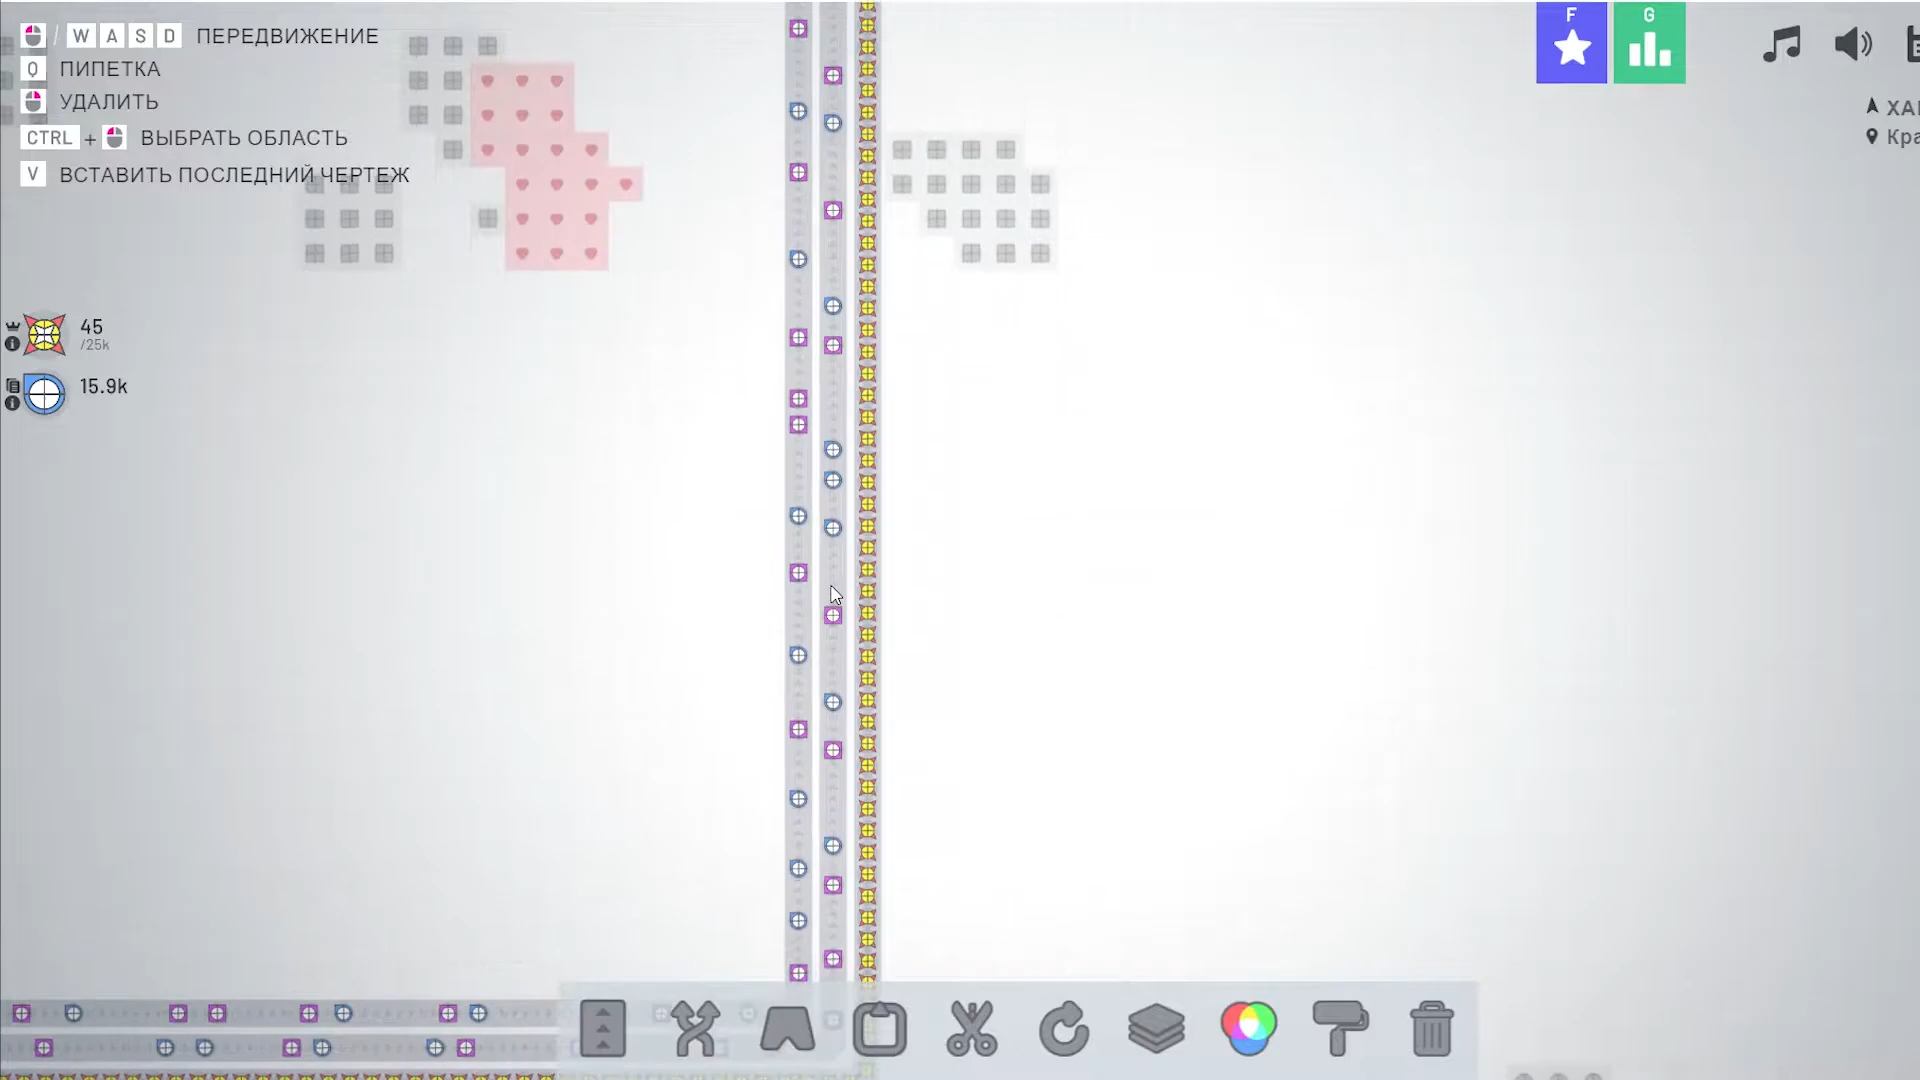 / W A S D ПЕРЕДВИЖЕНИЕ
Q ПИПЕТКА
УДАЛИТЬ
CTRL + ВЫБРАТЬ ОБЛАСТЬ
V ВСТАВИТЬ ПОСЛЕДНИЙ ЧЕРТЕЖ
F
G
45
/25k
15.9k